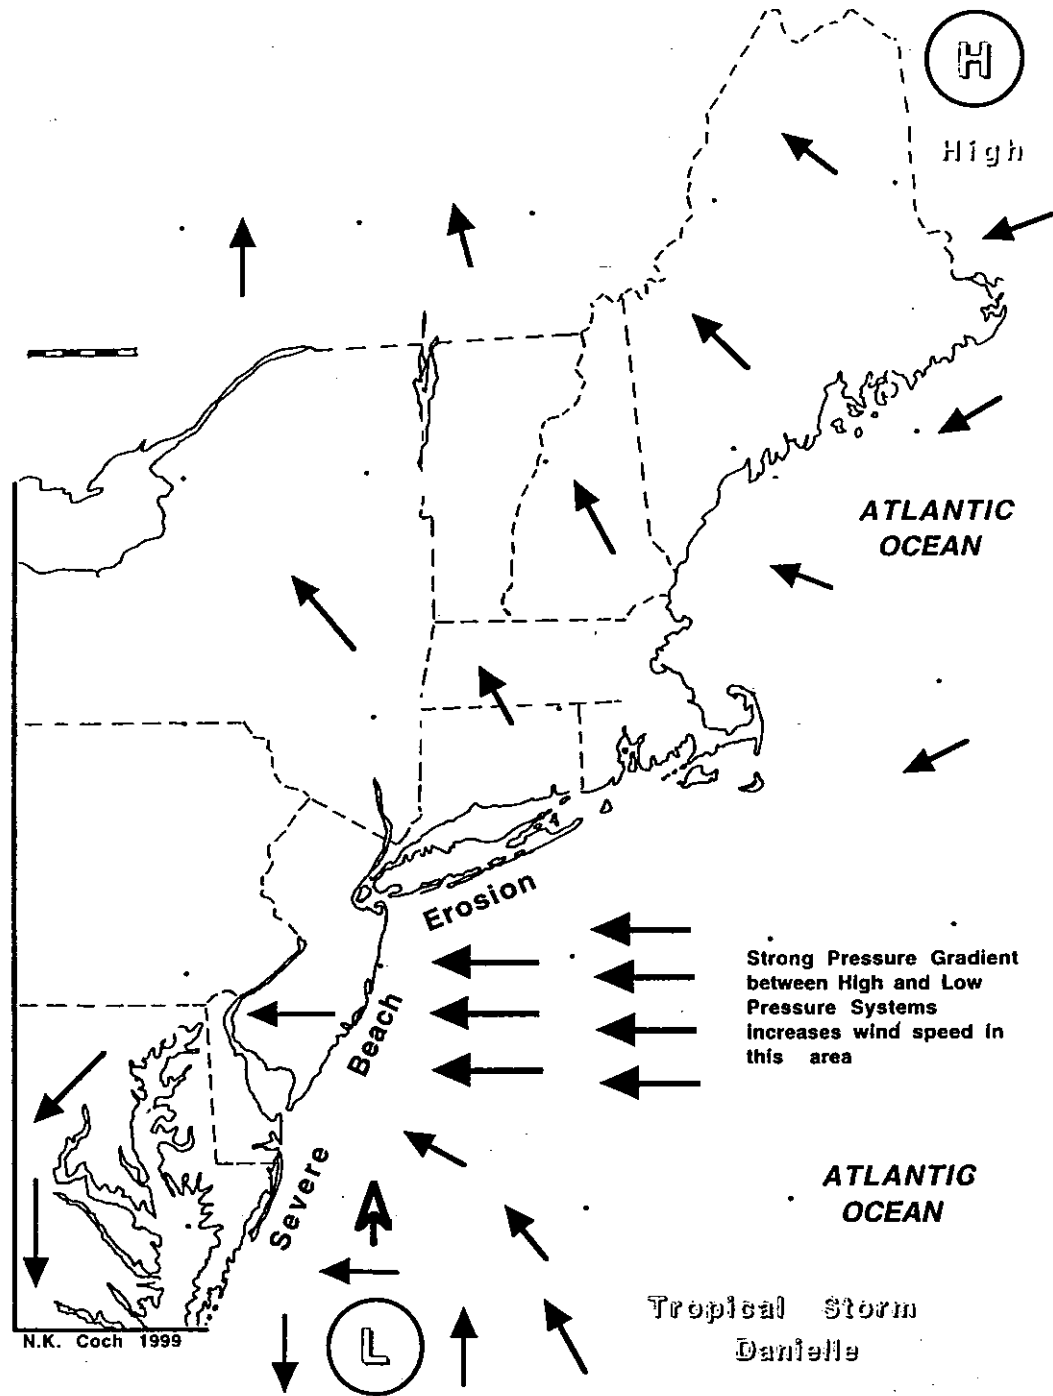 H
High
ATLANTIC
OCEAN
Erosion
Strong Pressure Gradient
between High and Low
Pressure Systems
increases wind speed in
this area
Beach
Severe
ATLANTIC
OCEAN
Tropical Storm
Danielle
L
N.K. Coch 1999